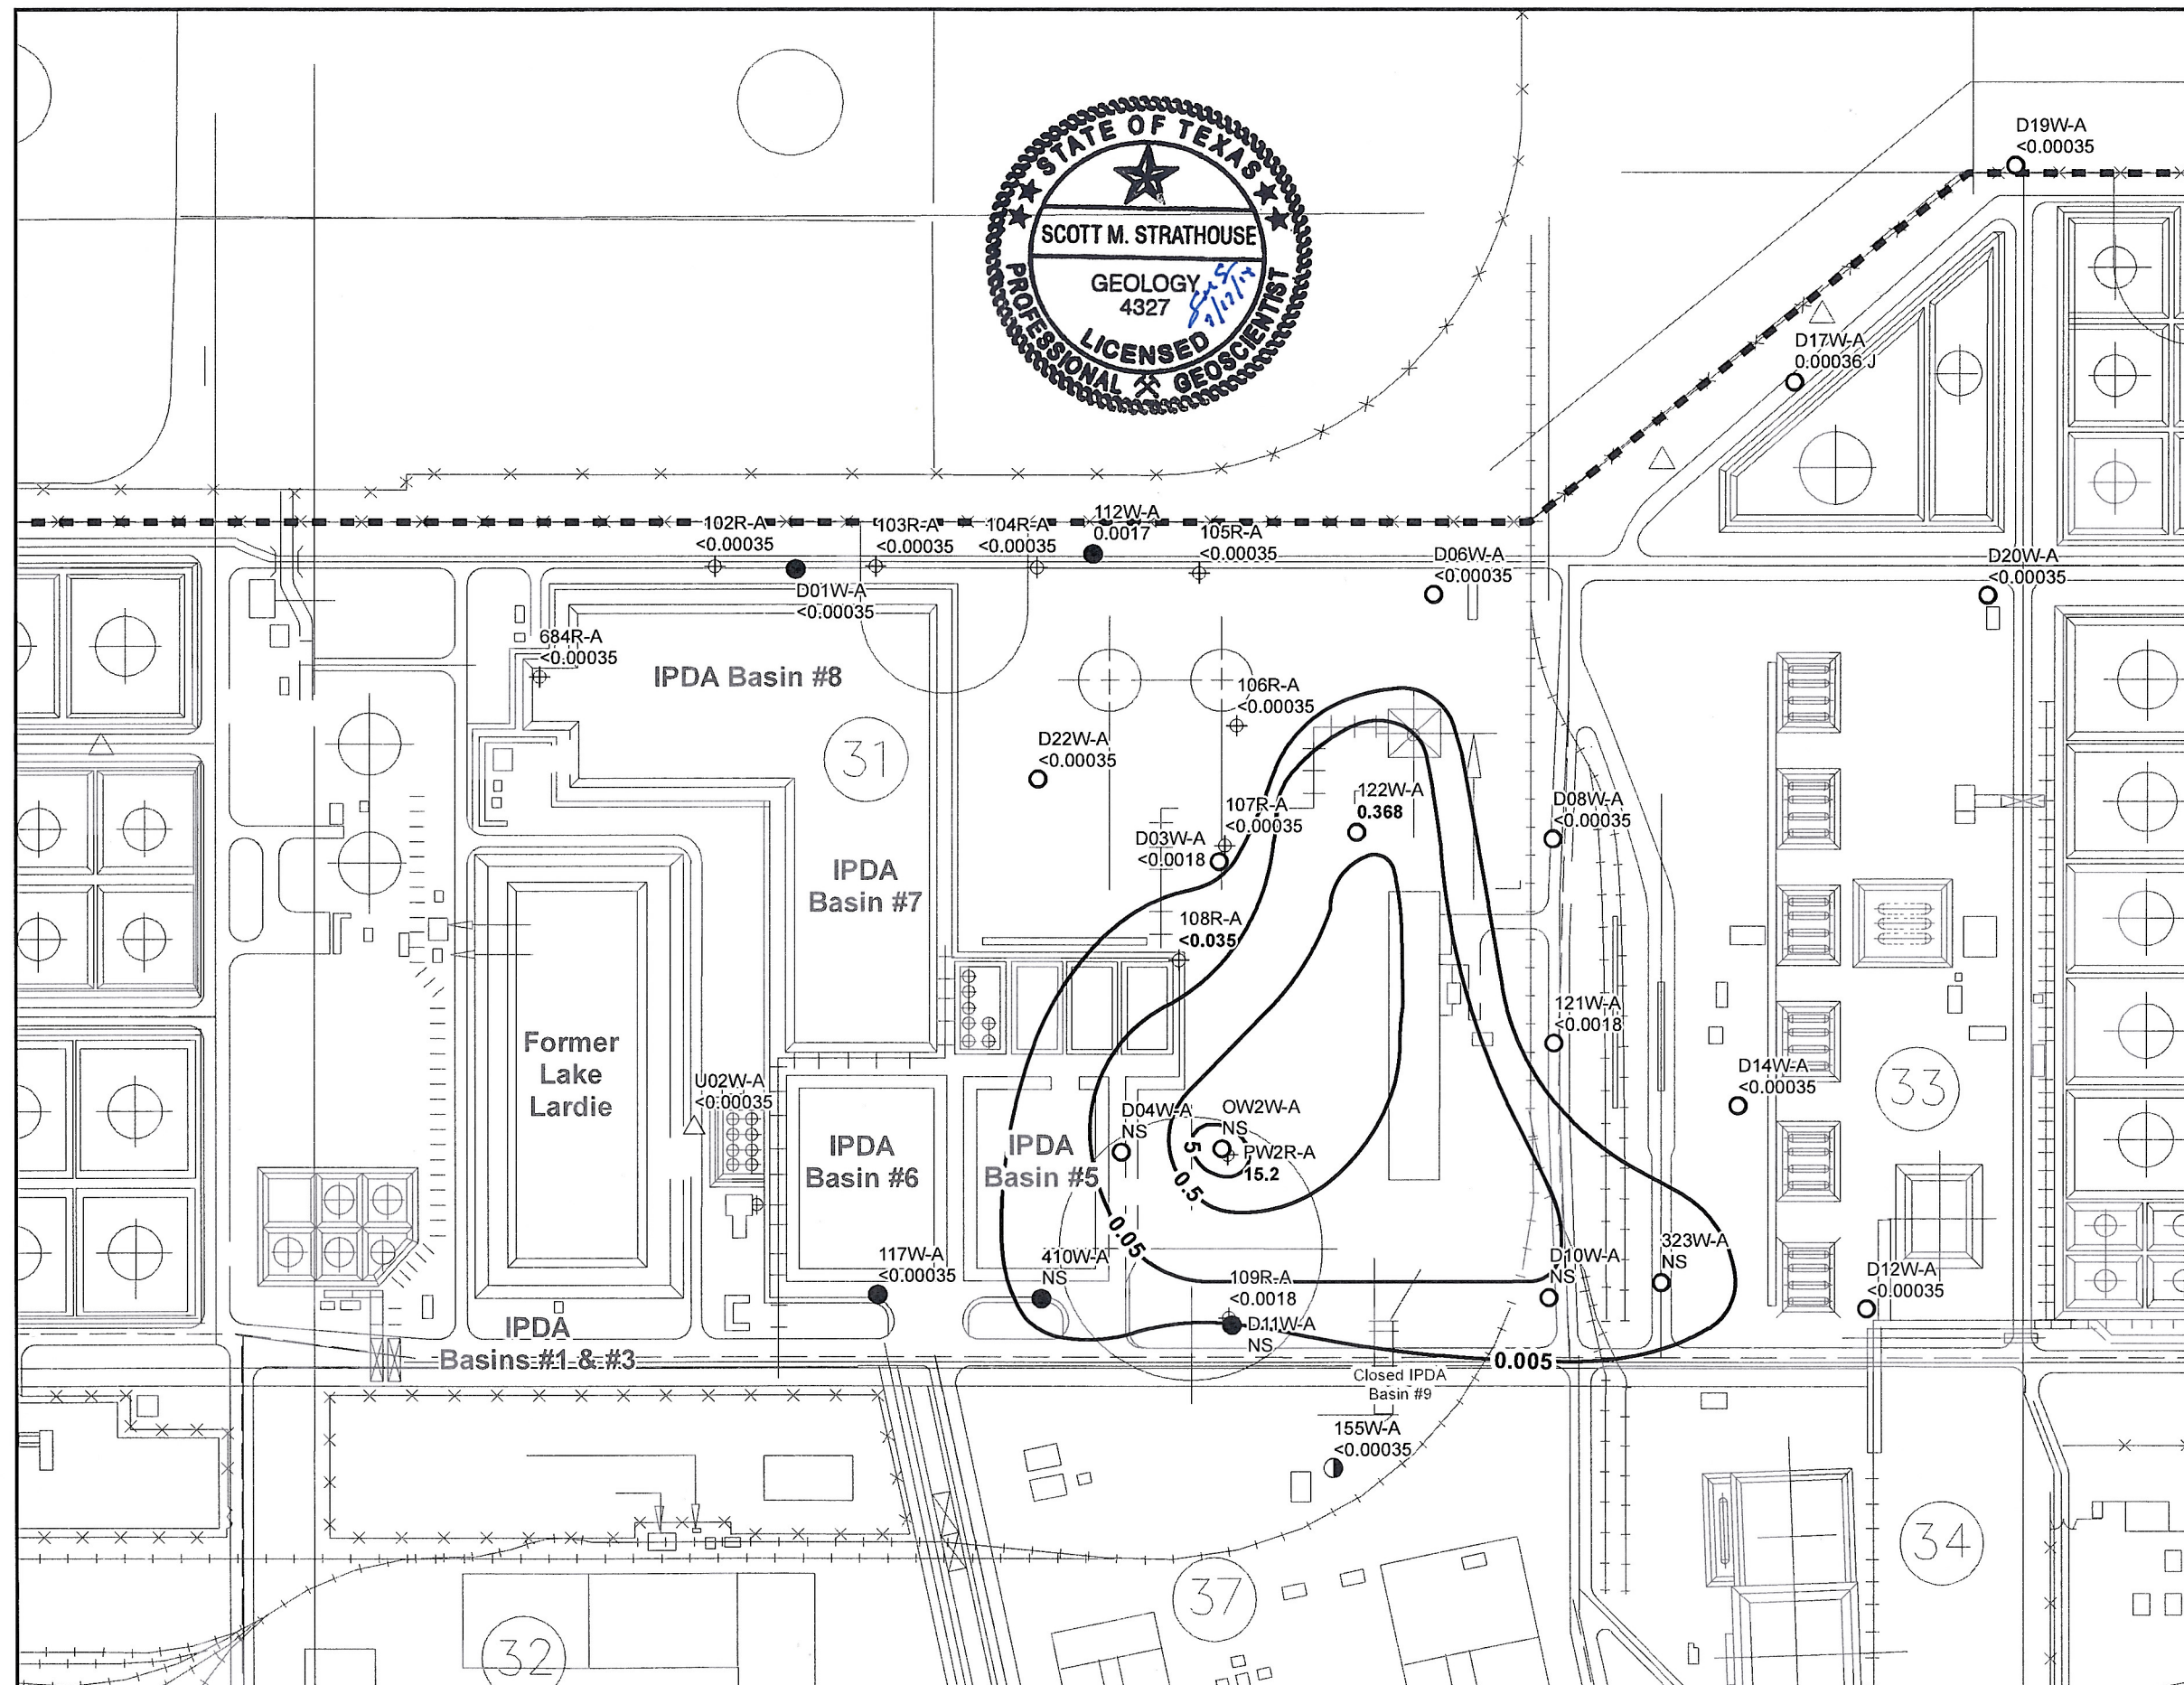 STATE OF TEXAS
SCOTT M. STRATHOUSE
GEOLOGY
4327
LICENSED
PROFESSIONAL GEOSCIENTIST
D19W-A
<0.00035
D17W-A
0.00036 J
102R-A
<0.00035
103R-A
<0.00035
104R-A
<0.00035
112W-A
0.0017
105R-A
<0.00035
D06W-A
<0.00035
D20W-A
<0.00035
D01W-A
<0.00035
684R-A
<0.00035
IPDA Basin #8
31
106R-A
<0.00035
D22W-A
<0.00035
107R-A
<0.00035
122W-A
0.368
D08W-A
<0.00035
D03W-A
<0.0018
IPDA
Basin #7
108R-A
<0.035
121W-A
<0.0018
Former
Lake
Lardie
U02W-A
<0.00035
D14W-A
<0.00035
33
D04W-A
NS
OW2W-A
NS
5
PW2R-A
15.2
0.5
IPDA
Basin #6
IPDA
Basin #5
0.05
117W-A
<0.00035
410W-A
NS
109R-A
<0.0018
D11W-A
NS
D10W-A
NS
323W-A
NS
D12W-A
<0.00035
IPDA
Basins #1 & #3
0.005
Closed IPDA
Basin #9
155W-A
<0.00035
32
37
34